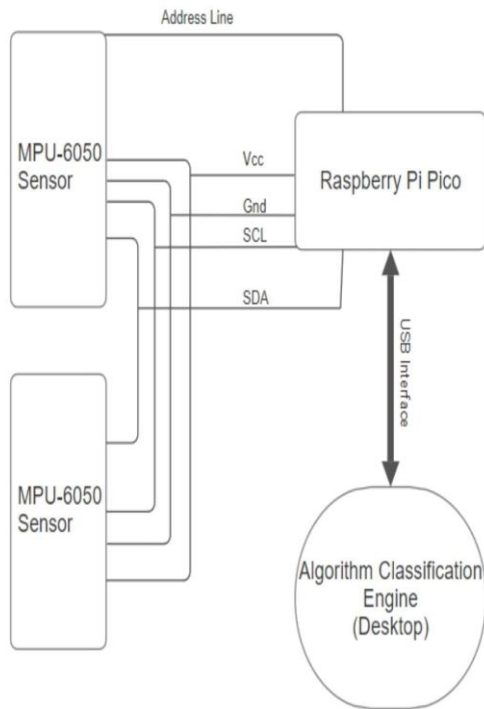 Address Line
MPU-6050
Sensor
Vcc
Raspberry Pi Pico
Gnd
SCL
SDA
USB Interface
MPU-6050
Sensor
Algorithm Classification
Engine
(Desktop)